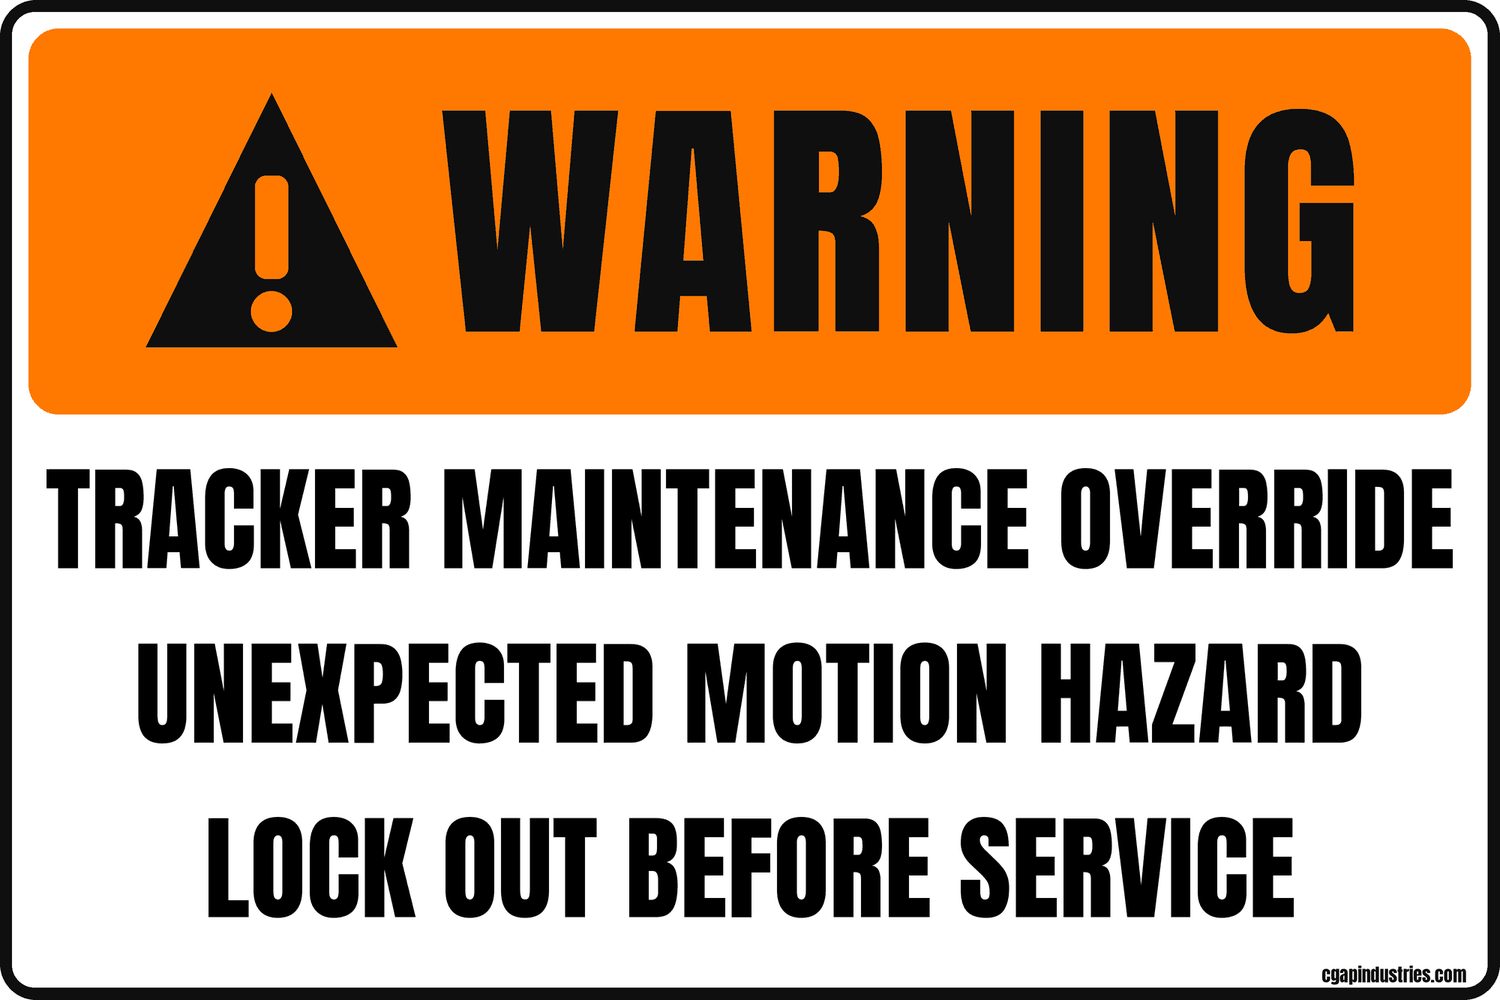 WARNING
TRACKER MAINTENANCE OVERRIDE
UNEXPECTED MOTION HAZARD
LOCK OUT BEFORE SERVICE
cgapindustries.com